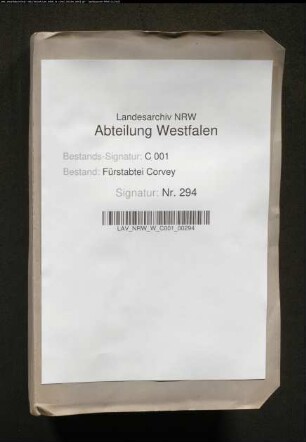 Landesarchiv NRW
Abteilung Westfalen
Bestands-Signatur: C 001
Bestand: Fürstabtei Corvey
Signatur: Nr. 294
LAV_NRW_W_C001_00294